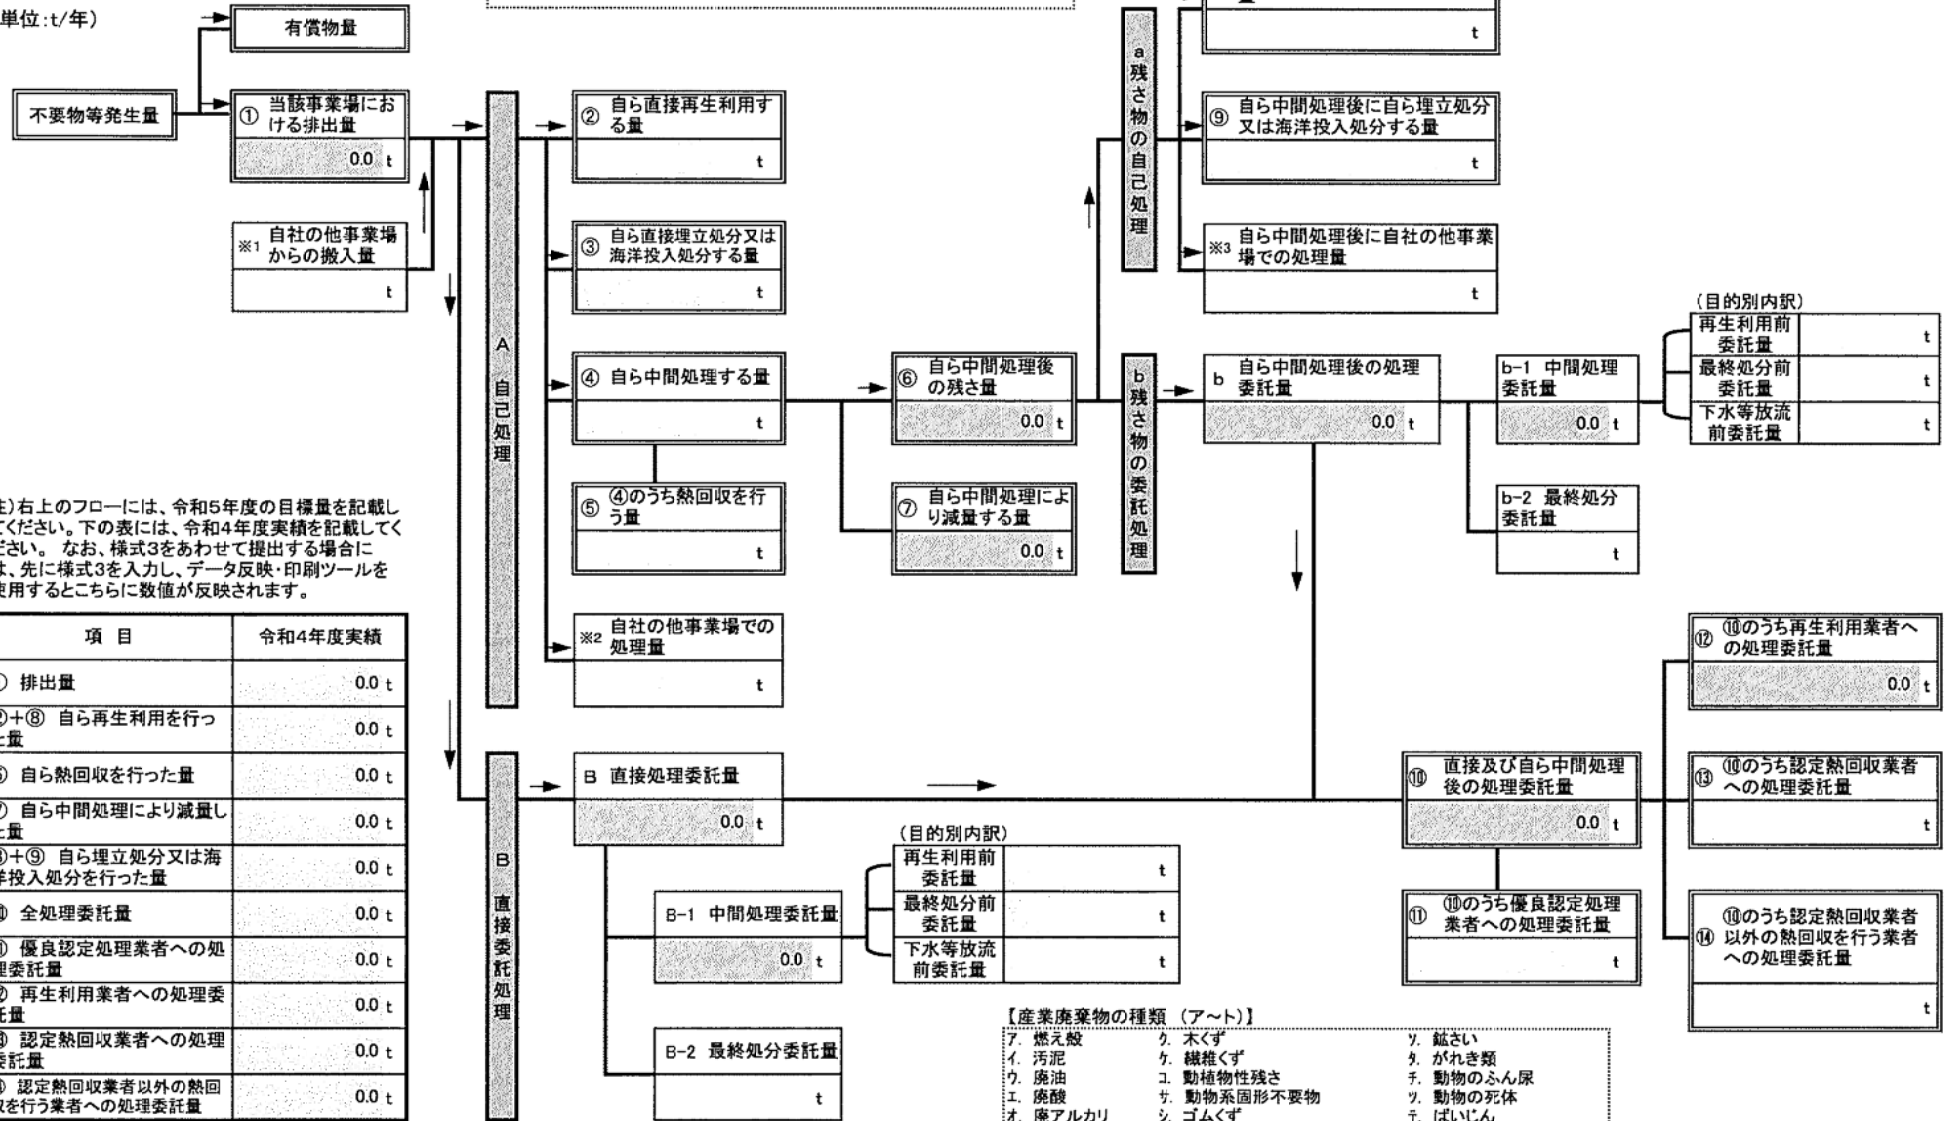 単位:t/年)
有償物量
不要物等発生量
① 当該事業場にお
ける排出量
0.0 t
※1 自社の他事業場
からの搬入量
t
A 自己処理
② 自ら直接再生利用す
る量
t
③ 自ら直接埋立処分又は
海洋投入処分する量
t
④ 自ら中間処理する量
t
⑤ ④のうち熱回収を行
う量
t
※2 自社の他事業場での
処理量
t
⑥ 自ら中間処理後
の残さ量
0.0 t
⑦ 自ら中間処理によ
り減量する量
0.0 t
a 残さ物の自己処理
t
⑨ 自ら中間処理後に自ら埋立処分
又は海洋投入処分する量
t
※3 自ら中間処理後に自社の他事業
場での処理量
t
b 残さ物の委託処理
b 自ら中間処理後の処理
委託量
0.0 t
b-1 中間処理
委託量
0.0 t
(目的別内訳)
再生利用前
委託量
t
最終処分前
委託量
t
下水等放流
前委託量
t
b-2 最終処分
委託量
t
注)右上のフローには、令和5年度の目標量を記載し
てください。下の表には、令和4年度実績を記載してく
ださい。 なお、様式3をあわせて提出する場合に
は、先に様式3を入力し、データ反映・印刷ツールを
使用するとこちらに数値が反映されます。
項 目 令和4年度実績
① 排出量 0.0 t
②+⑧ 自ら再生利用を行っ
た量 0.0 t
⑤ 自ら熱回収を行った量 0.0 t
⑦ 自ら中間処理により減量し
た量 0.0 t
③+⑨ 自ら埋立処分又は海
洋投入処分を行った量 0.0 t
⑩ 全処理委託量 0.0 t
⑪ 優良認定処理業者への処
理委託量 0.0 t
⑫ 再生利用業者への処理委
託量 0.0 t
⑬ 認定熱回収業者への処理
委託量 0.0 t
⑭ 認定熱回収業者以外の熱回
収を行う業者への処理委託量 0.0 t
B 直接委託処理
B 直接処理委託量
0.0 t
B-1 中間処理委託量
0.0 t
(目的別内訳)
再生利用前
委託量
t
最終処分前
委託量
t
下水等放流
前委託量
t
B-2 最終処分委託量
t
⑩ 直接及び自ら中間処理
後の処理委託量
0.0 t
⑪ ⑩のうち優良認定処理
業者への処理委託量
t
⑫ ⑩のうち再生利用業者へ
の処理委託量
0.0 t
⑬ ⑩のうち認定熱回収業者
への処理委託量
t
⑭ ⑩のうち認定熱回収業者
以外の熱回収を行う業者
への処理委託量
t
【産業廃棄物の種類 (ア~ト)】
ア. 燃え殻 ク. 木くず ソ. 鉱さい
イ. 汚泥 ケ. 繊維くず タ. がれき類
ウ. 廃油 コ. 動植物性残さ チ. 動物のふん尿
エ. 廃酸 サ. 動物系固形不要物 ツ. 動物の死体
オ. 廃アルカリ シ. ゴムくず テ. ばいじん